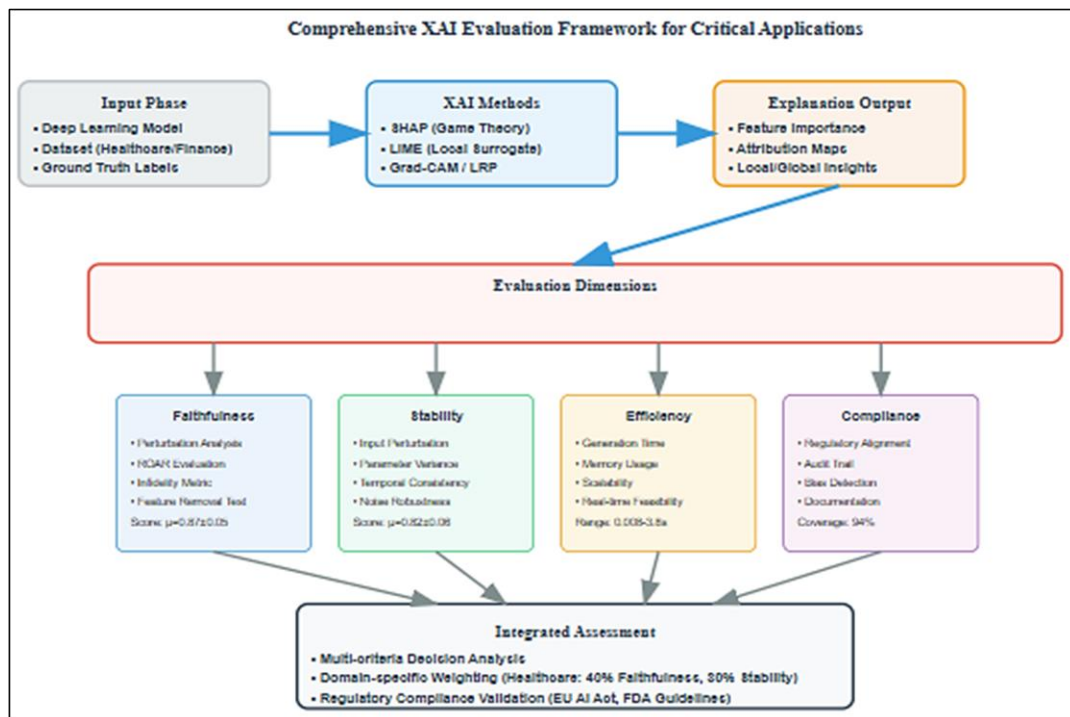 Comprehensive XAI Evaluation Framework for Critical Applications
Input Phase
▪ Deep Learning Model
▪ Dataset (Healthcare/Finance)
▪ Ground Truth Labels
XAI Methods
▪ SHAP (Game Theory)
▪ LIME (Local Surrogate)
▪ Grad-CAM / LRP
Explanation Output
▪ Feature Importance
▪ Attribution Maps
▪ Local/Global Insights
Evaluation Dimensions
Faithfulness
• Perturbation Analysis
• ROAR Evaluation
• Infidelity Metric
• Feature Removal Test
Score: μ=0.87±0.05
Stability
• Input Perturbation
• Parameter Variance
• Temporal Consistency
• Noise Robustness
Score: μ=0.82±0.06
Efficiency
• Generation Time
• Memory Usage
• Scalability
• Real-time Feasibility
Range:
Compliance
• Regulatory Alignment
• Audit Trail
• Bias Detection
• Documentation
Coverage: 94%
Integrated Assessment
▪ Multi-criteria Decision Analysis
▪ Domain-specific Weighting (Healthcare: 40% Faithfulness, Stability)
▪ Regulatory Compliance Validation (EU AI Act, FDA Guidelines)